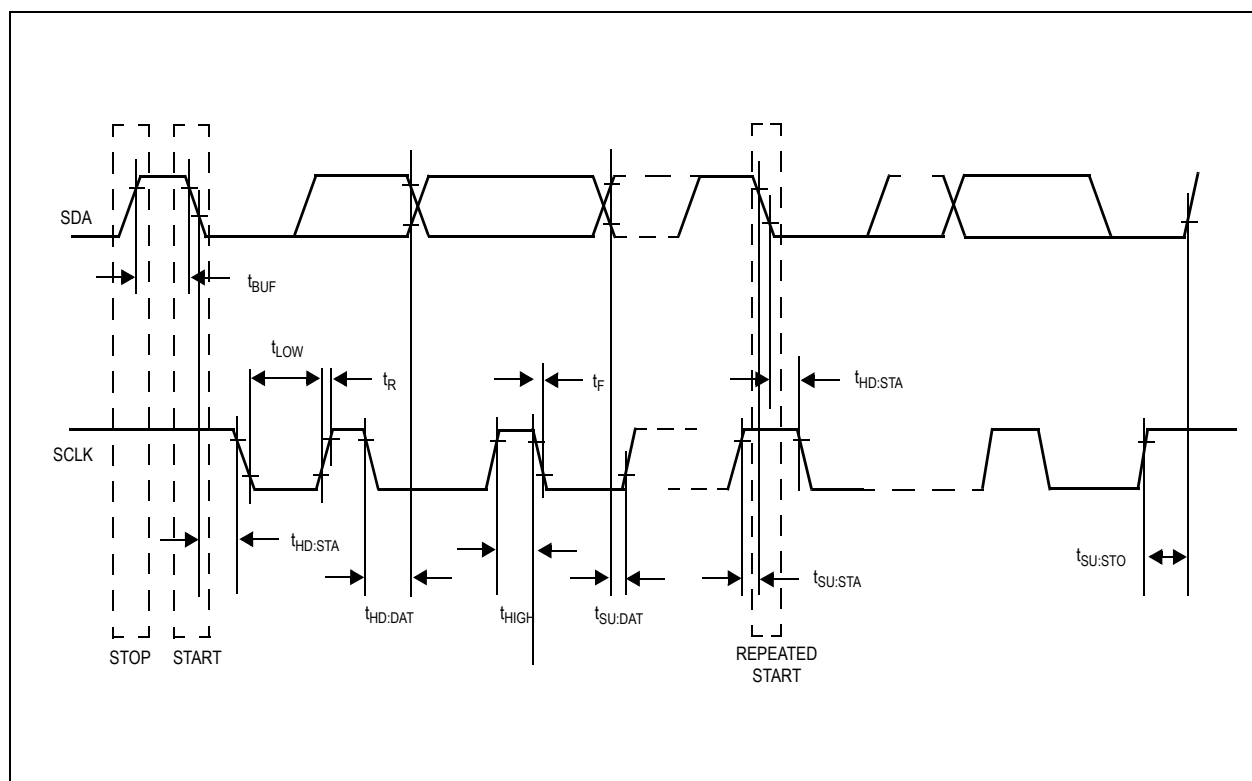 SDA
tBUF
tLOW
tR
tF
tHD:STA
SCLK
tHD:STA
tSU:STO
tSU:STA
tHD:DAT
tHIGH
tSU:DAT
STOP
START
REPEATED
START